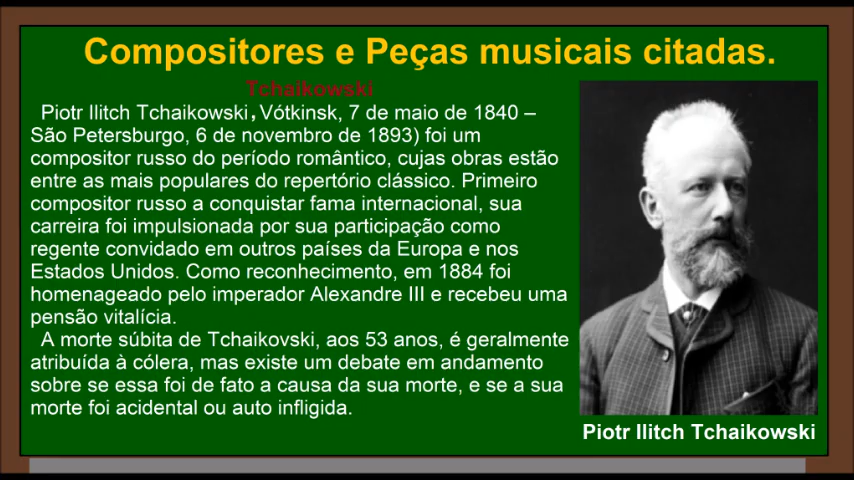 Compositores e Peças musicais citadas.
Tchaikowski
Piotr Ilitch Tchaikowski, Vótkinsk, 7 de maio de 1840 –
São Petersburgo, 6 de novembro de 1893) foi um
compositor russo do período romântico, cujas obras estão
entre as mais populares do repertório clássico. Primeiro
compositor russo a conquistar fama internacional, sua
carreira foi impulsionada por sua participação como
regente convidado em outros países da Europa e nos
Estados Unidos. Como reconhecimento, em 1884 foi
homenageado pelo imperador Alexandre III e recebeu uma
pensão vitalícia.
A morte súbita de Tchaikovski, aos 53 anos, é geralmente
atribuída à cólera, mas existe um debate em andamento
sobre se essa foi de fato a causa da sua morte, e se a sua
morte foi acidental ou auto infligida.
Piotr Ilitch Tchaikowski